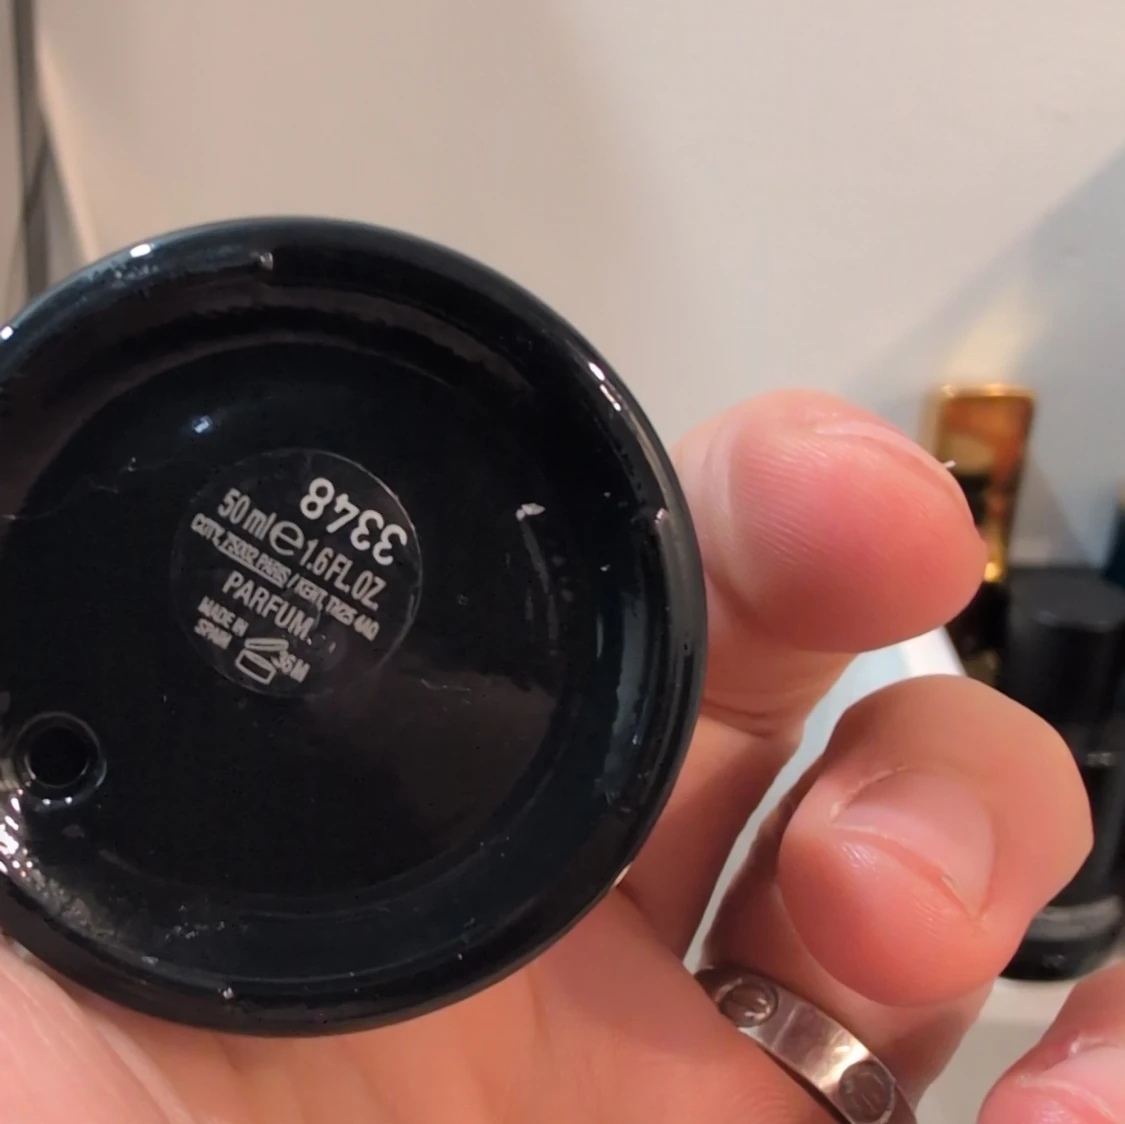 3348
50 ml e 1.6 FL.OZ.
COTY, 75002, PARIS / KENT, TN25 4AQ
PARFUM.
MADE IN
SPAIN
36M